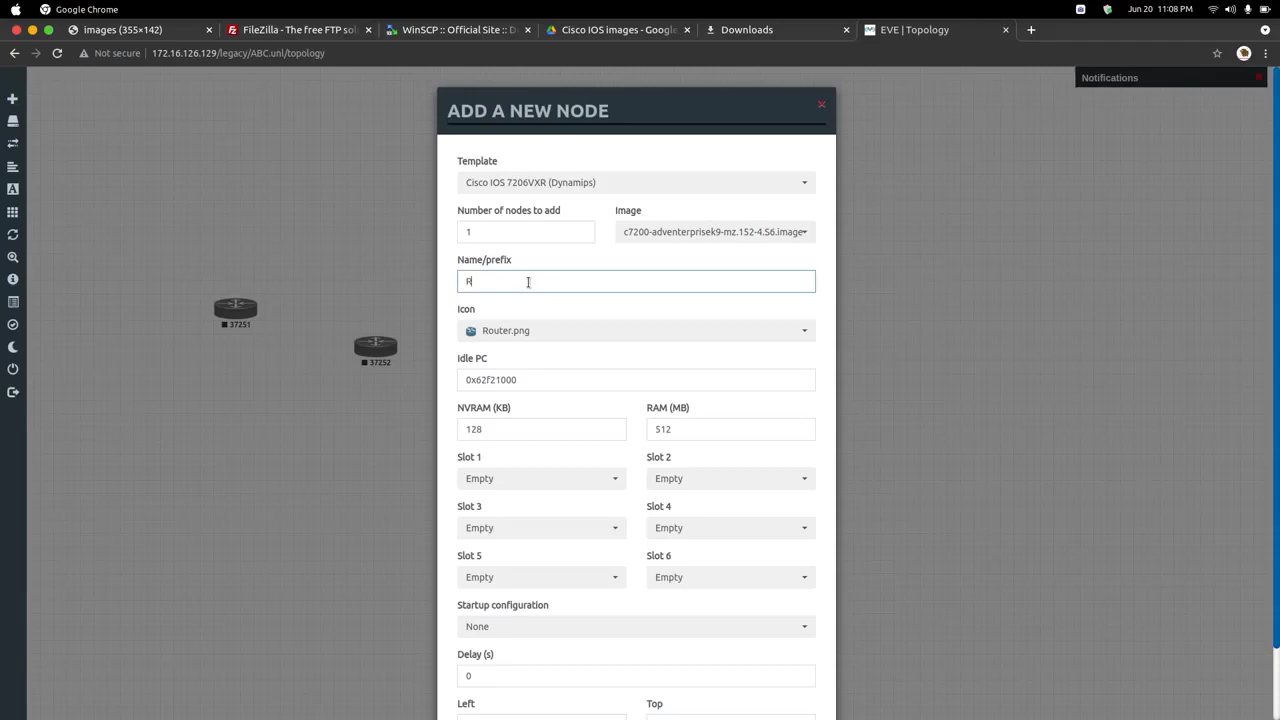 Google Chrome
Jun 20 11:08 PM
images (355×142)
FileZilla - The free FTP sol
WinSCP :: Official Site :: D
Cisco IOS images - Google
Downloads
EVE | Topology
Not secure
172.16.126.129/legacy/ABC.unl/topology
Notifications
ADD A NEW NODE
Template
Cisco IOS 7206VXR (Dynamips)
Number of nodes to add
Image
1
c7200-adventerprisek9-mz.152-4.S6.image
Name/prefix
R
37251
Icon
Router.png
37252
Idle PC
0x62f21000
NVRAM (KB)
RAM (MB)
128
512
Slot 1
Slot 2
Empty
Empty
Slot 3
Slot 4
Empty
Empty
Slot 5
Slot 6
Empty
Empty
Startup configuration
None
Delay (s)
0
Left
Top